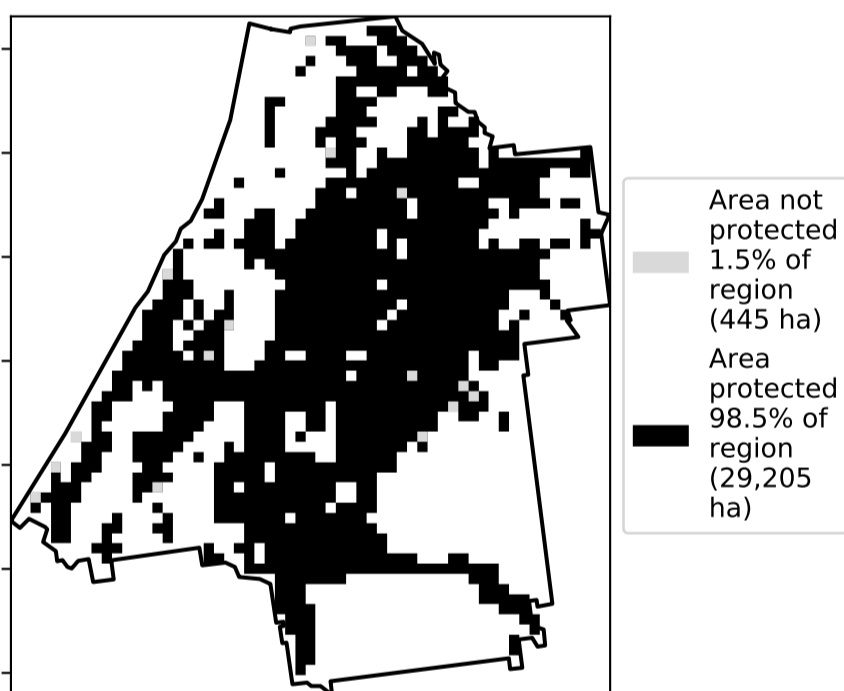 Area not
protected
1.5% of
region
(445 ha)
Area
protected
98.5% of
region
(29,205
ha)